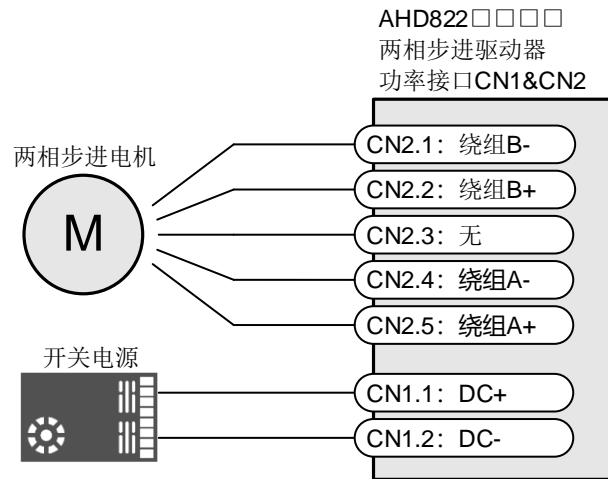 AHD822□□□□
两相步进驱动器
功率接口CN1&CN2
两相步进电机
M
CN2.1：绕组B-
CN2.2：绕组B+
CN2.3：无
CN2.4：绕组A-
CN2.5：绕组A+
开关电源
CN1.1：DC+
CN1.2：DC-